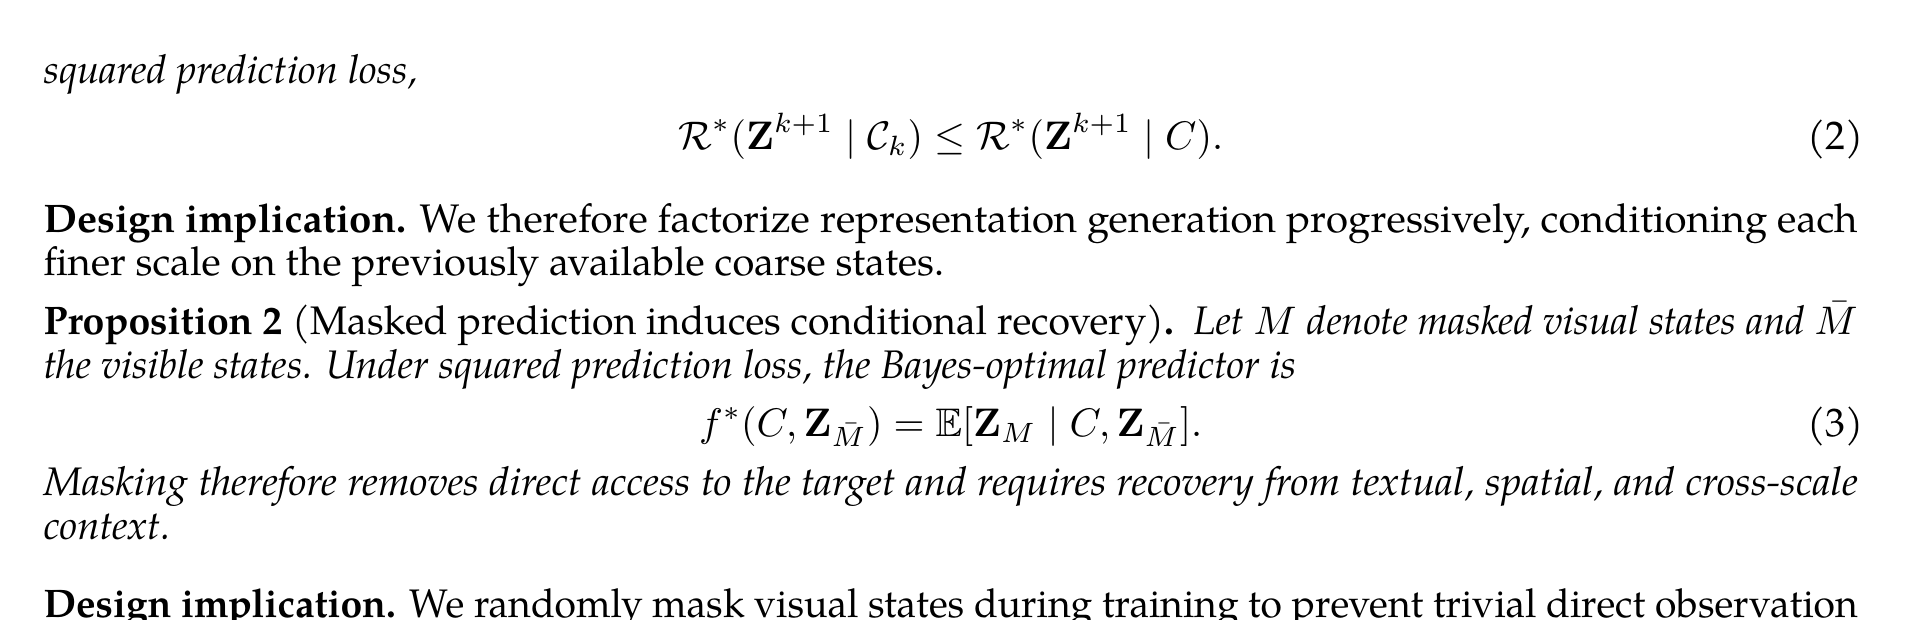 squared prediction loss,
$\mathcal{R}^*(\mathbf{Z}^{k+1} \mid \mathcal{C}_k) \leq \mathcal{R}^*(\mathbf{Z}^{k+1} \mid C).$ (2)
Design implication. We therefore factorize representation generation progressively, conditioning each
finer scale on the previously available coarse states.
Proposition 2 (Masked prediction induces conditional recovery). Let $M$ denote masked visual states and $\bar{M}$
the visible states. Under squared prediction loss, the Bayes-optimal predictor is
$f^*(C, \mathbf{Z}_{\bar{M}}) = \mathbb{E}[\mathbf{Z}_M \mid C, \mathbf{Z}_{\bar{M}}].$ (3)
Masking therefore removes direct access to the target and requires recovery from textual, spatial, and cross-scale
context.
Design implication. We randomly mask visual states during training to prevent trivial direct observation